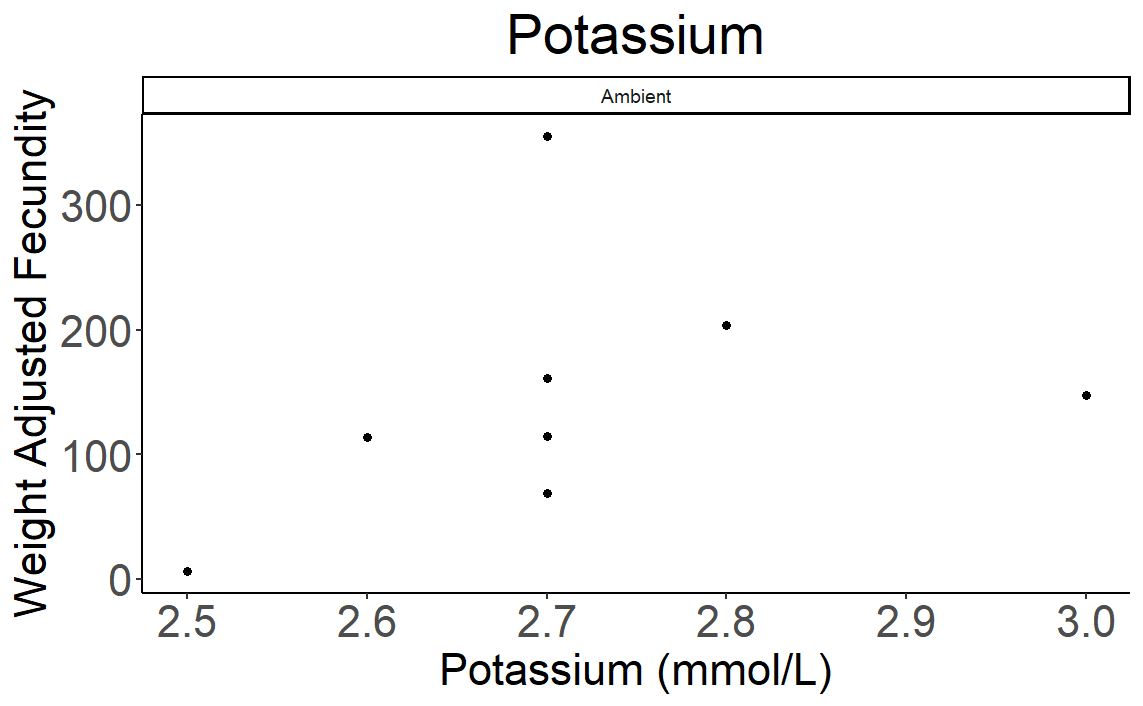 Potassium
Ambient
Weight Adjusted Fecundity
300
200
100
0
2.5 2.6 2.7 2.8 2.9 3.0
Potassium (mmol/L)